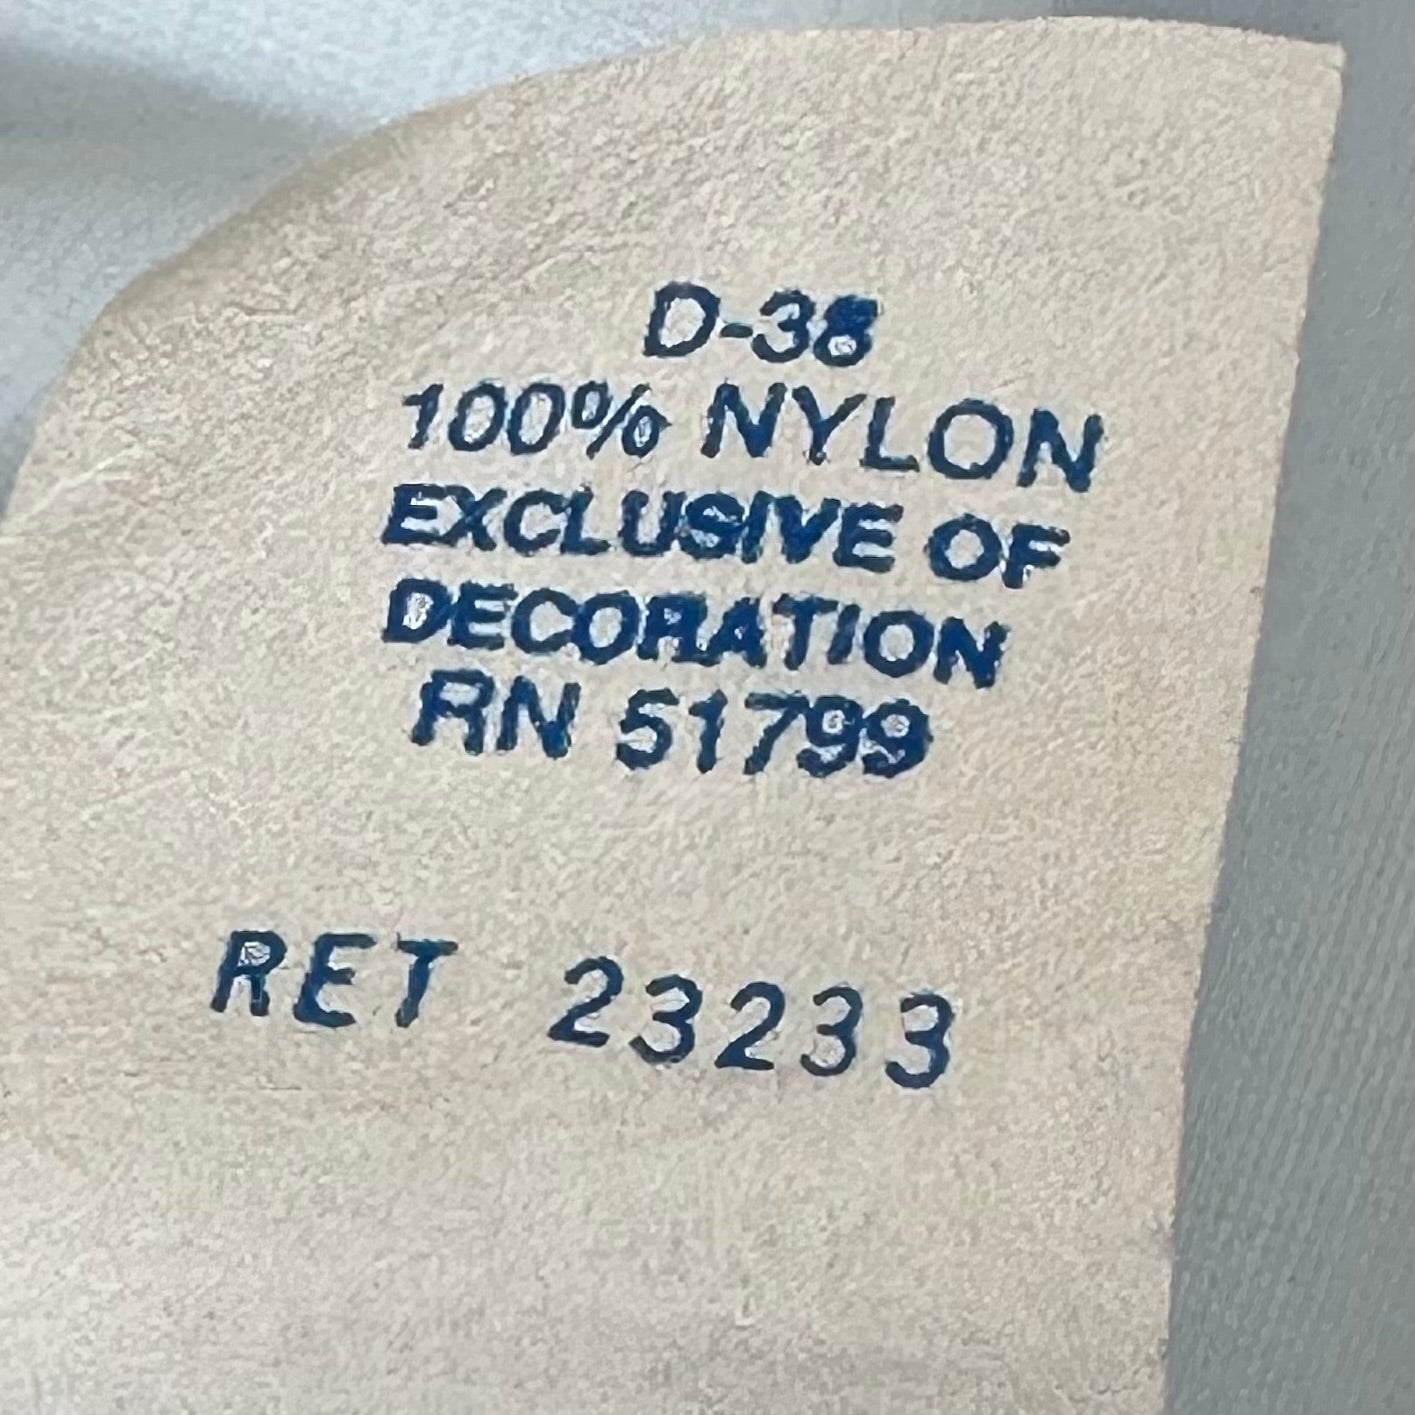 D-38
100% NYLON
EXCLUSIVE OF
DECORATION
RN 51799
RET 23233